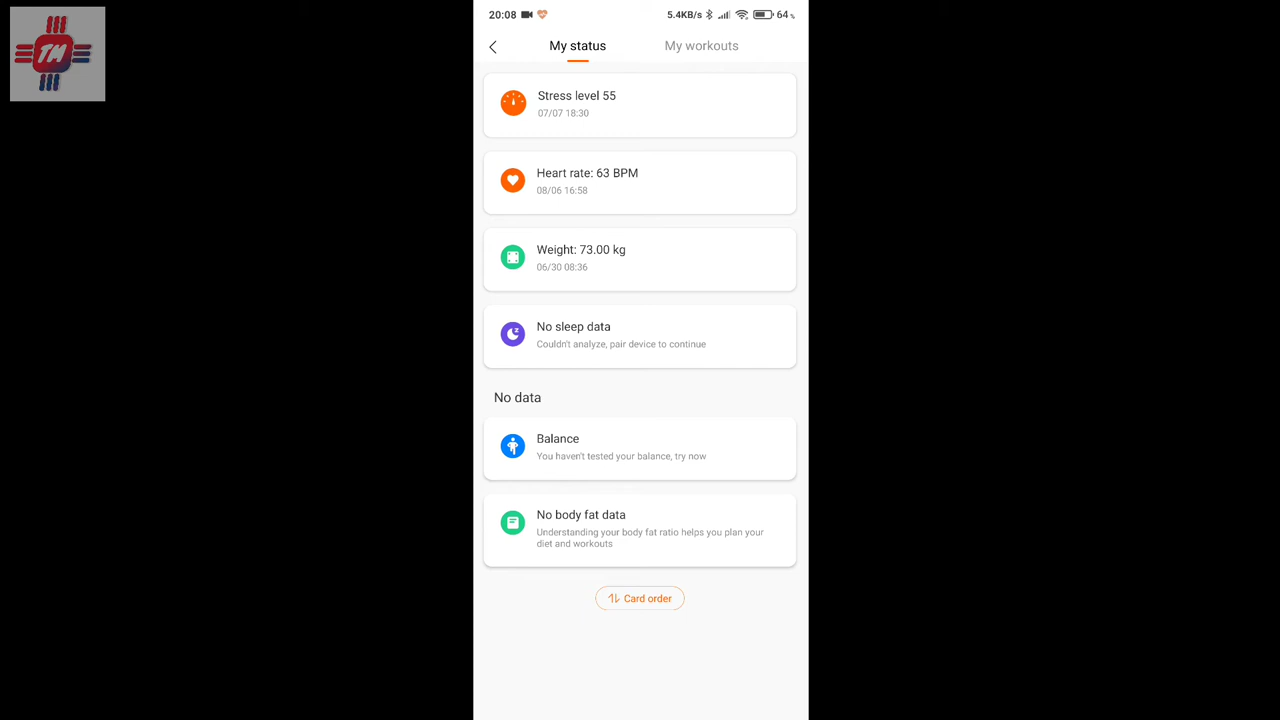 TM
20:08
5.4KB/s
64 %
My status
My workouts
Stress level 55
07/07 18:30
Heart rate: 63 BPM
08/06 16:58
Weight: 73.00 kg
06/30 08:36
No sleep data
Couldn't analyze, pair device to continue
No data
Balance
You haven't tested your balance, try now
No body fat data
Understanding your body fat ratio helps you plan your
diet and workouts
Card order